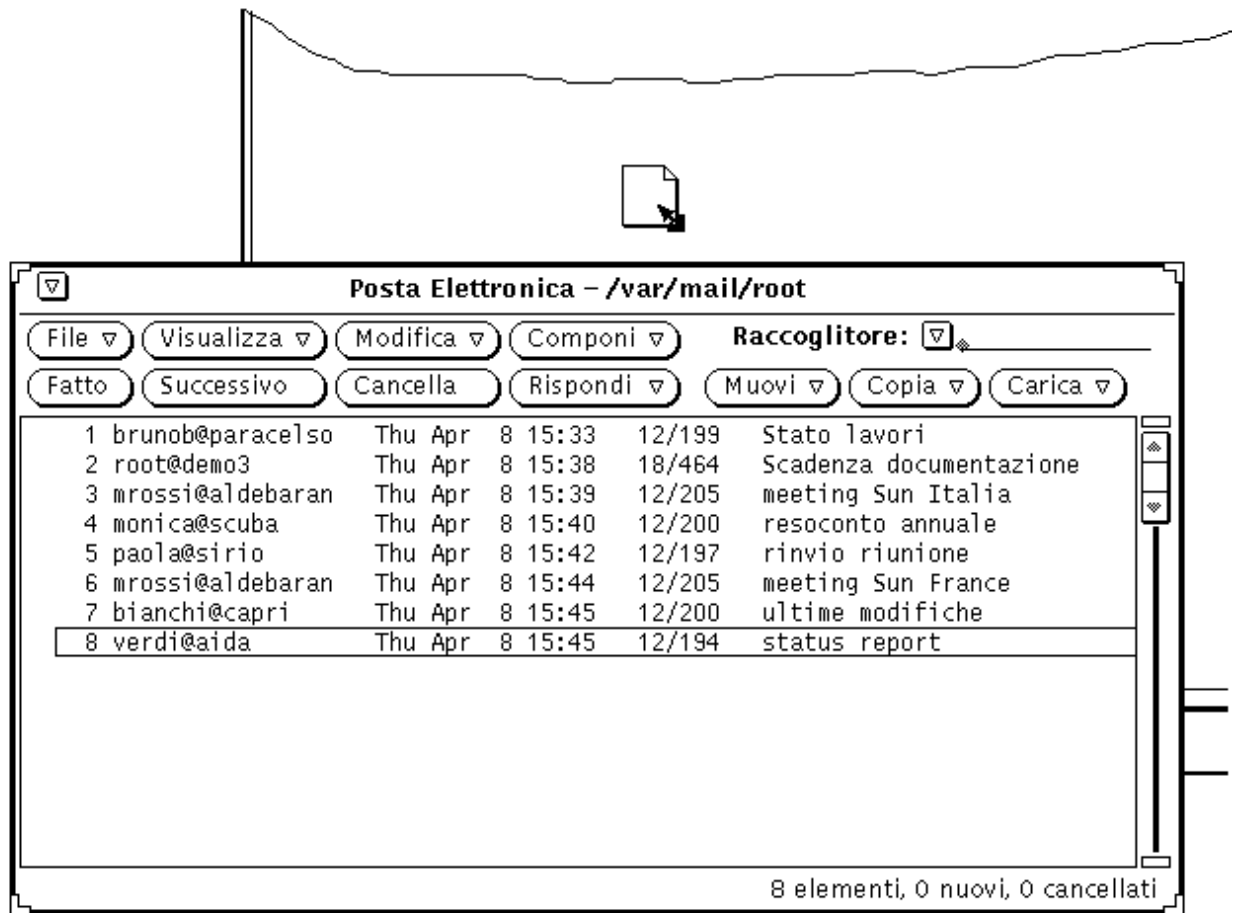 Posta Elettronica – /var/mail/root
File Visualizza Modifica Componi Raccoglitore:
Fatto Successivo Cancella Rispondi Muovi Copia Carica
1 brunob@paracelso Thu Apr 8 15:33 12/199 Stato lavori
2 root@demo3 Thu Apr 8 15:38 18/464 Scadenza documentazione
3 mrossi@aldebaran Thu Apr 8 15:39 12/205 meeting Sun Italia
4 monica@scuba Thu Apr 8 15:40 12/200 resoconto annuale
5 paola@sirio Thu Apr 8 15:42 12/197 rinvio riunione
6 mrossi@aldebaran Thu Apr 8 15:44 12/205 meeting Sun France
7 bianchi@capri Thu Apr 8 15:45 12/200 ultime modifiche
8 verdi@aida Thu Apr 8 15:45 12/194 status report
8 elementi, 0 nuovi, 0 cancellati